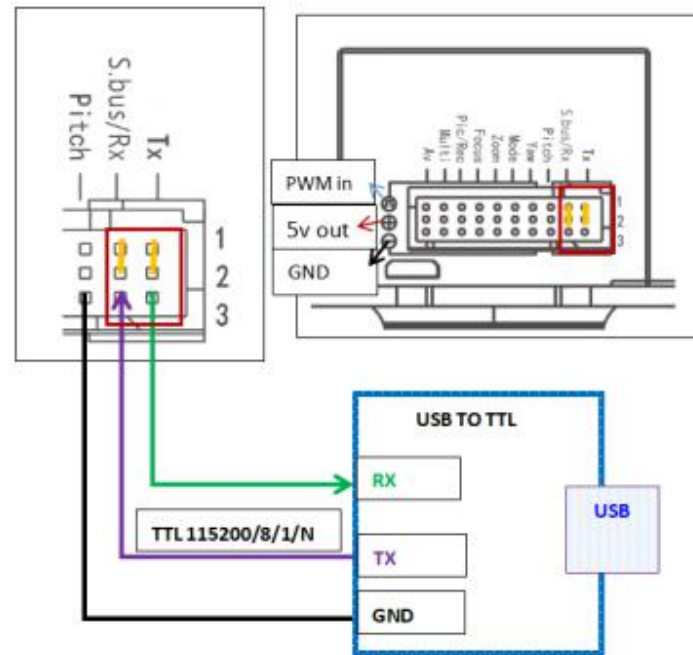 Pitch
S.bus/Rx
Tx
1
2
3
PWM in
5v out
GND
Av
Multi
Pic/Rec
Focus
Zoom
Mode
Yaw
Pitch
S.bus/Rx
Tx
1
2
3
USB TO TTL
RX
USB
TTL 115200/8/1/N
TX
GND